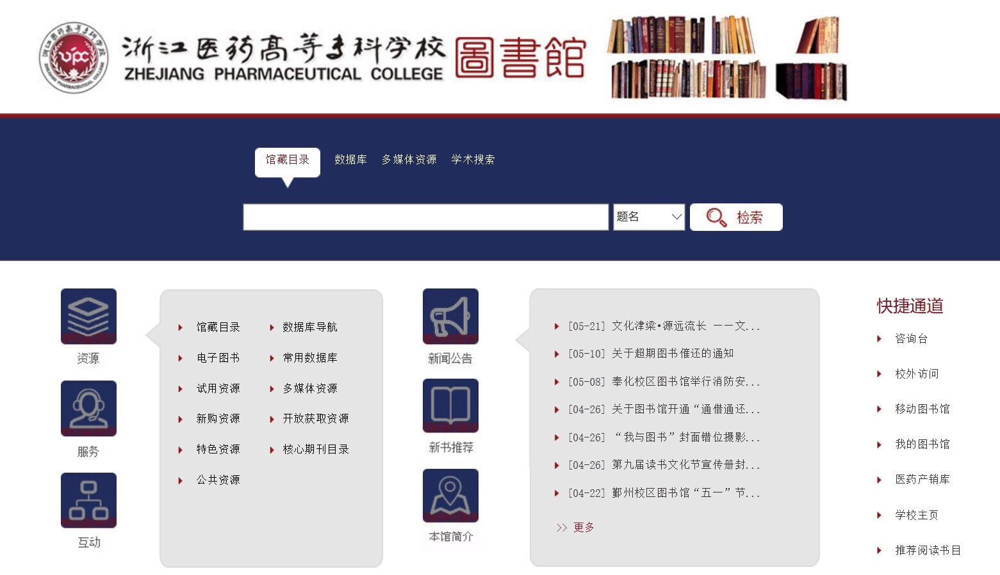 浙江医药高等专科学校 圖書館
ZHEJIANG PHARMACEUTICAL COLLEGE
馆藏目录 数据库 多媒体资源 学术搜索
题名 检索
资源
服务
互动
馆藏目录 数据库导航
电子图书 常用数据库
试用资源 多媒体资源
新购资源 开放获取资源
特色资源 核心期刊目录
公共资源
新闻公告
新书推荐
本馆简介
[05-21] 文化津梁•源远流长 ——文...
[05-10] 关于超期图书催还的通知
[05-08] 奉化校区图书馆举行消防安...
[04-26] 关于图书馆开通“通借通还...
[04-26] “我与图书”封面错位摄影...
[04-26] 第九届读书文化节宣传册封...
[04-22] 鄞州校区图书馆“五一”节...
>> 更多
快捷通道
咨询台
校外访问
移动图书馆
我的图书馆
医药产销库
学校主页
推荐阅读书目